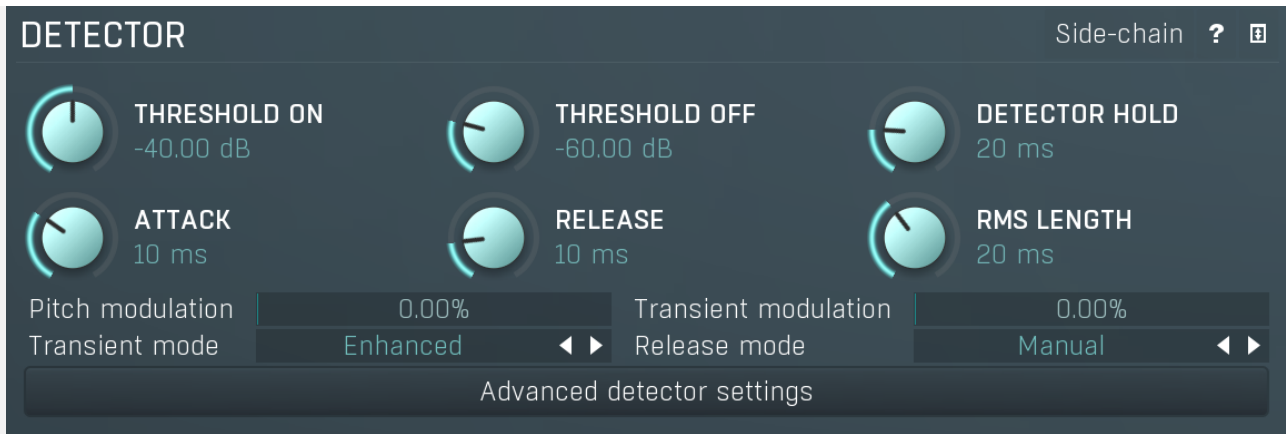 DETECTOR Side-chain ?
THRESHOLD ON THRESHOLD OFF DETECTOR HOLD
-40.00 dB -60.00 dB 20 ms
ATTACK RELEASE RMS LENGTH
10 ms 10 ms 20 ms
Pitch modulation 0.00% Transient modulation 0.00%
Transient mode Enhanced Release mode Manual
Advanced detector settings